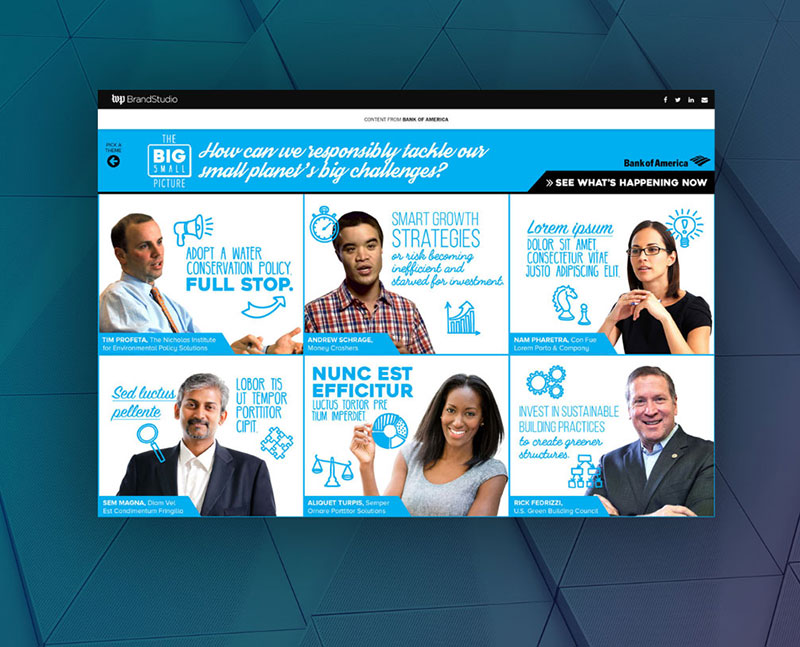 wp BrandStudio
CONTENT FROM BANK OF AMERICA
PICK A
THEME
THE
BIG
SMALL
PICTURE
How can we responsibly tackle our
small planet's big challenges?
Bank of America
» SEE WHAT'S HAPPENING NOW
ADOPT A WATER
CONSERVATION POLICY.
FULL STOP.
TIM PROFETA, The Nicholas Institute
for Environmental Policy Solutions
SMART GROWTH
STRATEGIES
or risk becoming
inefficient and
starved for investment.
ANDREW SCHRAGE,
Money Crashers
Lorem ipsum
DOLOR SIT AMET
CONSECTETUR VITAE
JUSTO ADIPISCING ELIT.
NAM PHARETRA, Con Fue
Lorem Porta & Company
Sed luctus
pellente
LOBOR TIS
UT TEMPOR
PORTTITOR
CIPIT.
SEM MAGNA, Diam Vel
Est Condimentum Fringilla
NUNC EST
EFFICITUR
LUCTUS TORTOR PRE
TIUM IMPERDIET
ALIQUET TURPIS, Semper
Ornare Porttitor Solutions
INVEST IN SUSTAINABLE
BUILDING PRACTICES
to create greener
structures.
RICK FEDRIZZI,
U.S. Green Building Council